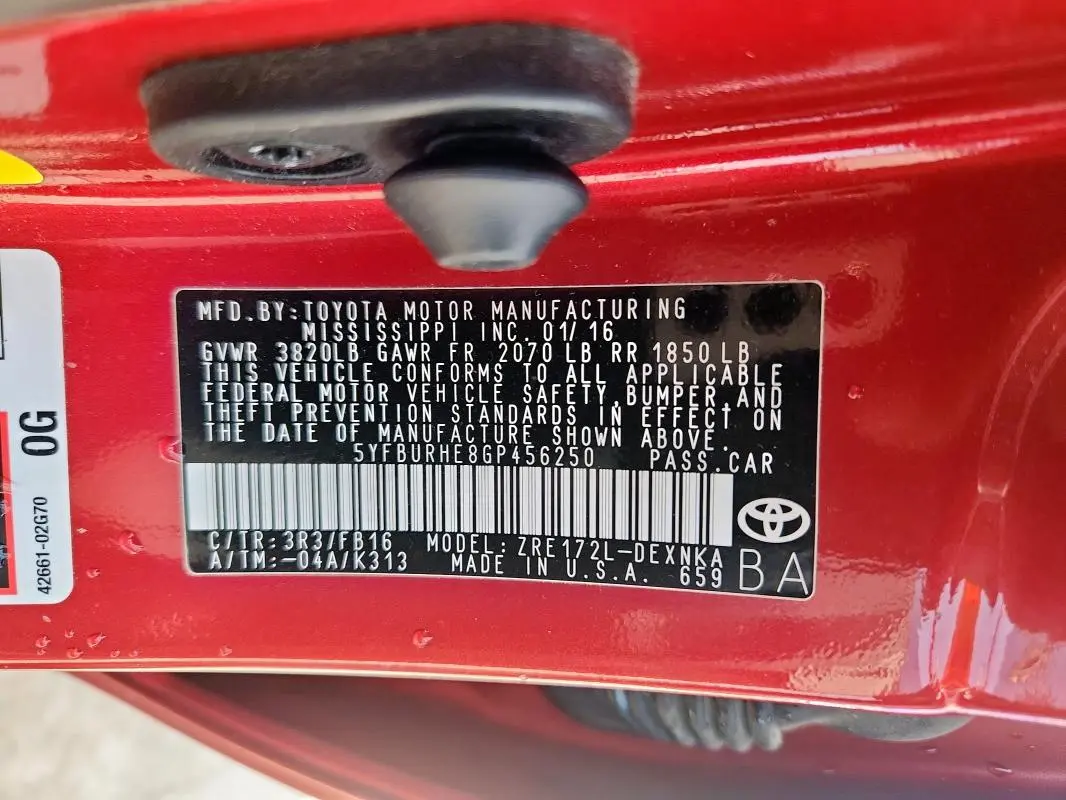 MFD.BY:TOYOTA MOTOR MANUFACTURING
MISSISSIPPI INC. 01/16
GVWR 3820LB GAWR FR 2070 LB RR 1850 LB
THIS VEHICLE CONFORMS TO ALL APPLICABLE
FEDERAL MOTOR VEHICLE SAFETY,BUMPER,AND
THEFT PREVENTION STANDARDS IN EFFECT ON
THE DATE OF MANUFACTURE SHOWN ABOVE.
5YFBURHE8GP456250 PASS.CAR
C/TR:3R3/FB16 MODEL:ZRE172L-DEXNKA
A/TM:-04A/K313 MADE IN U.S.A. 659
BA
0G
42661-02G70